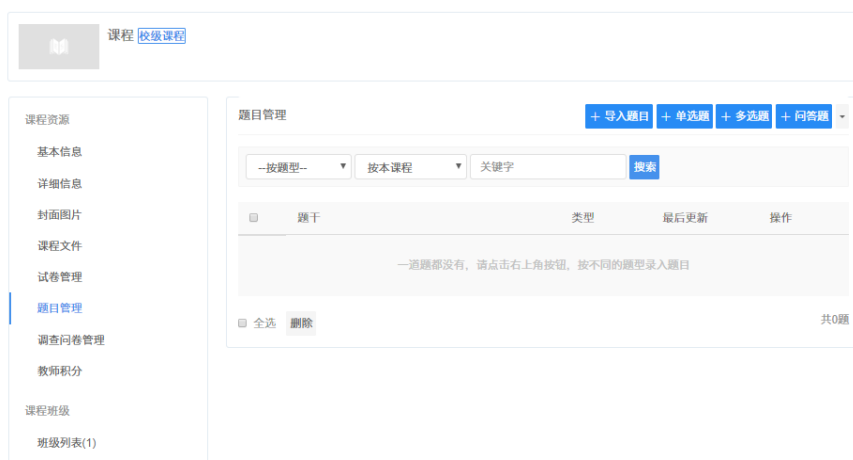 课程 校级课程
课程资源
基本信息
详细信息
封面图片
课程文件
试卷管理
题目管理
调查问卷管理
教师积分
课程班级
班级列表(1)
题目管理 + 导入题目 + 单选题 + 多选题 + 问答题
--按题型-- 按本课程 关键字 搜索
题干 类型 最后更新 操作
一道题都没有，请点击右上角按钮，按不同的题型录入题目
全选 删除 共0题